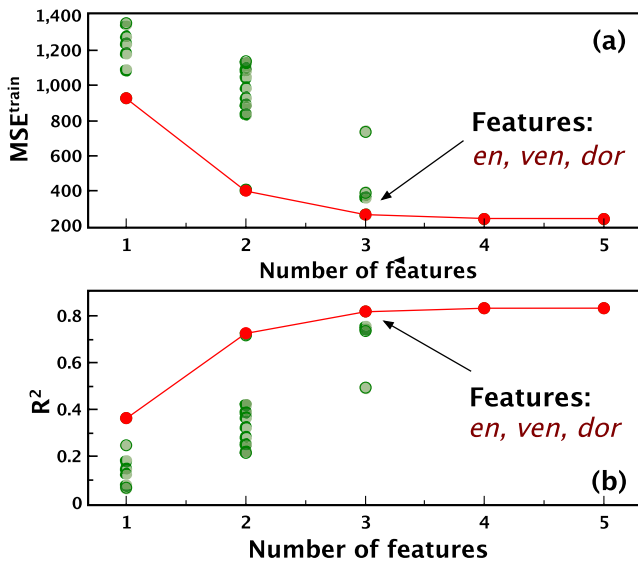 1,400
(a)
1,200
1,000
MSE^train
800
Features:
en, ven, dor
600
400
200
1 2 3 4 5
Number of features
0.8
0.6
R²
0.4
Features:
en, ven, dor
0.2
(b)
0
1 2 3 4 5
Number of features